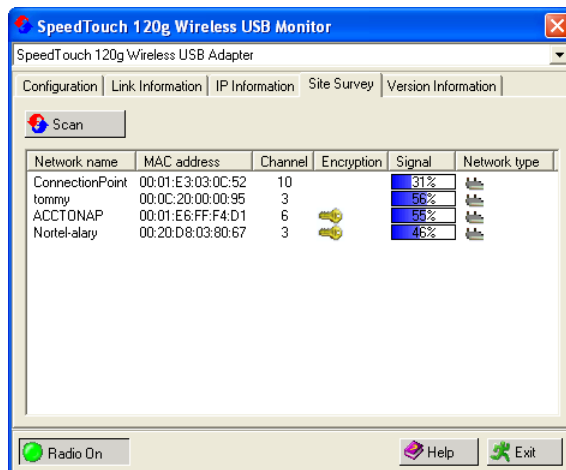 SpeedTouch 120g Wireless USB Monitor
SpeedTouch 120g Wireless USB Adapter
Configuration Link Information IP Information Site Survey Version Information
Scan
Network name MAC address Channel Encryption Signal Network type
ConnectionPoint 00:01:E3:03:0C:52 10 31%
tommy 00:0C:20:00:00:95 3 56%
ACCTONAP 00:01:E6:FF:F4:D1 6 55%
Nortel-alary 00:20:D8:03:80:67 3 46%
Radio On Help Exit